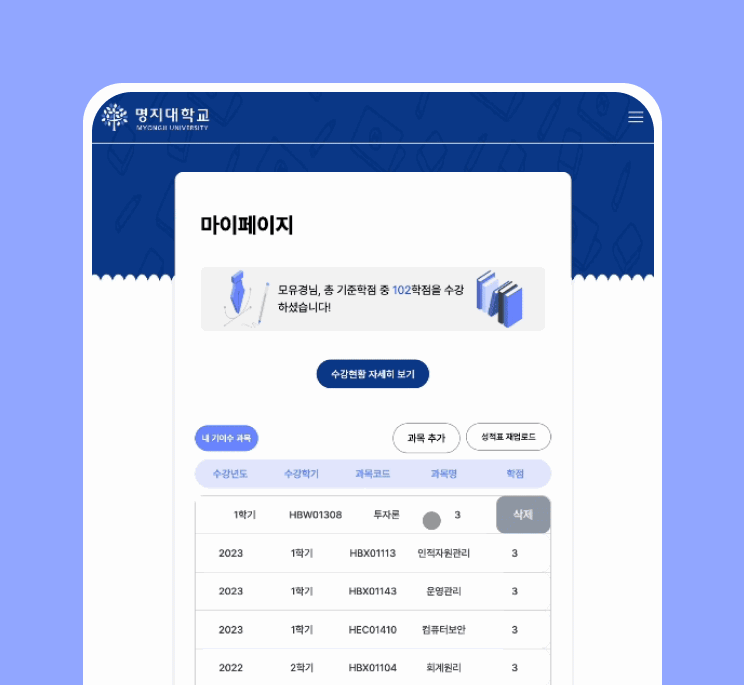 명지대학교
MYONGJI UNIVERSITY
마이페이지
모유경님, 총 기준학점 중 102학점을 수강
하셨습니다!
수강현황 자세히 보기
내 기이수 과목 과목 추가 성적표 재업로드
수강년도 수강학기 과목코드 과목명 학점
1학기 HBW01308 투자론 3 삭제
2023 1학기 HBX01113 인적자원관리 3
2023 1학기 HBX01143 운영관리 3
2023 1학기 HEC01410 컴퓨터보안 3
2022 2학기 HBX01104 회계원리 3